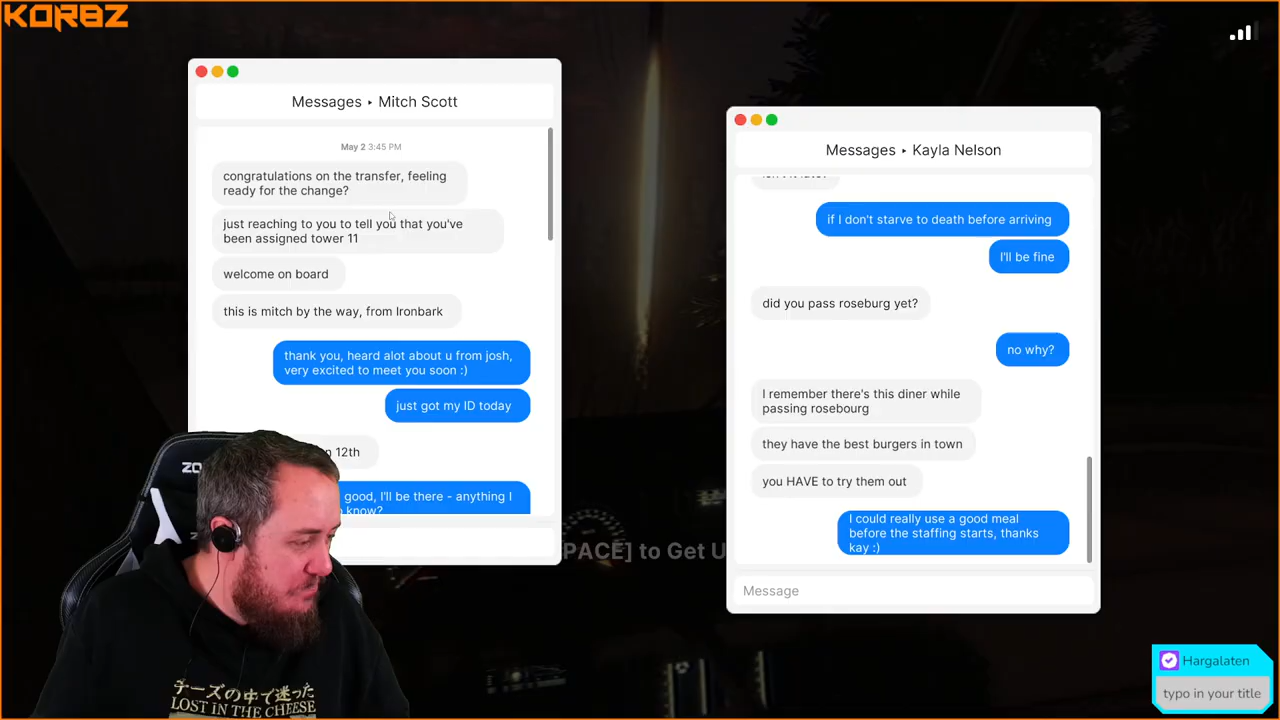 KORBZ
Messages ▸ Mitch Scott
May 2 3:45 PM
congratulations on the transfer, feeling
ready for the change?
just reaching to you to tell you that you've
been assigned tower 11
welcome on board
this is mitch by the way, from Ironbark
thank you, heard alot about u from josh,
very excited to meet you soon :)
just got my ID today
12th
good, I'll be there - anything I
know?
Messages ▸ Kayla Nelson
if I don't starve to death before arriving
I'll be fine
did you pass roseburg yet?
no why?
I remember there's this diner while
passing rosebourg
they have the best burgers in town
you HAVE to try them out
I could really use a good meal
before the staffing starts, thanks
kay :)
Message
PACE] to Get U
チーズの中で迷った
LOST IN THE CHEESE
Hargalaten
typo in your title